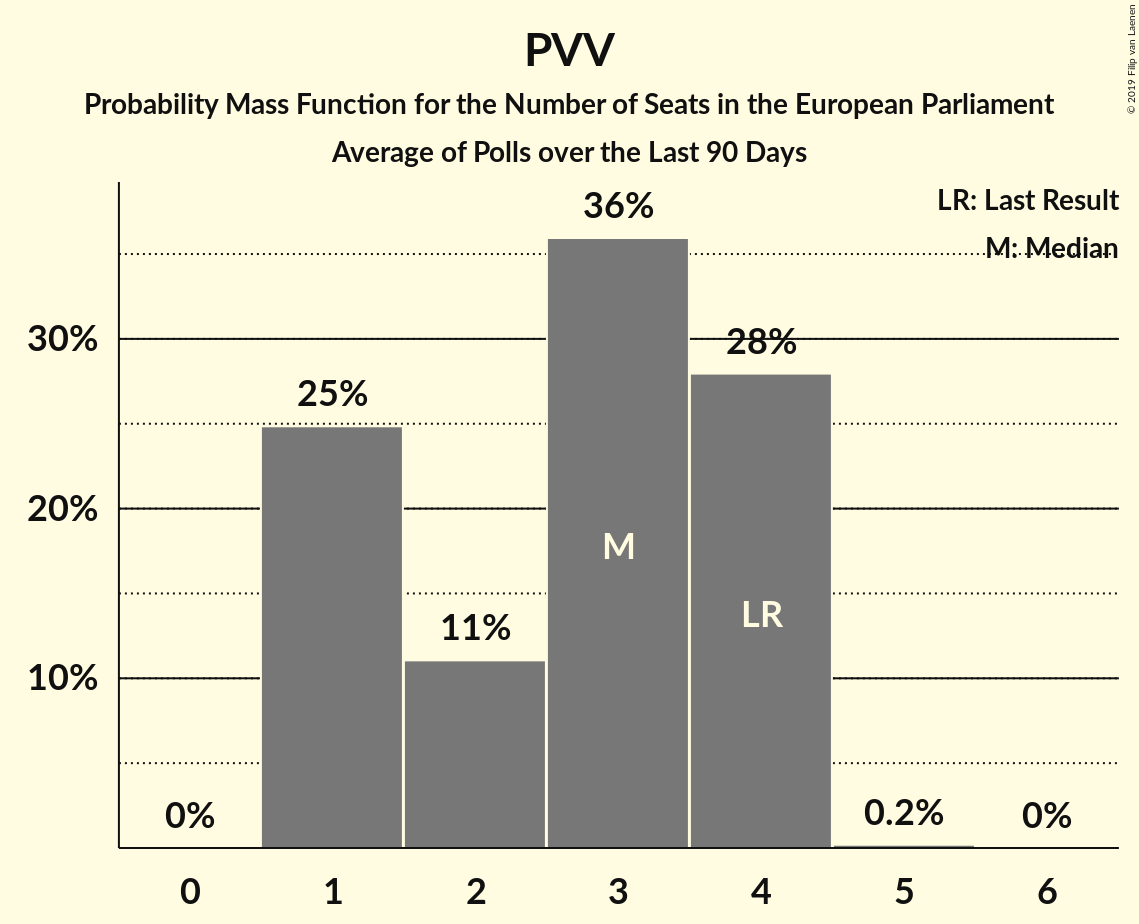 PVV
Probability Mass Function for the Number of Seats in the European Parliament
Average of Polls over the Last 90 Days
© 2019 Filip van Laenen
LR: Last Result
M: Median
36%
30%
28%
25%
20%
M
LR
11%
10%
0%
0.2%
0%
0 1 2 3 4 5 6